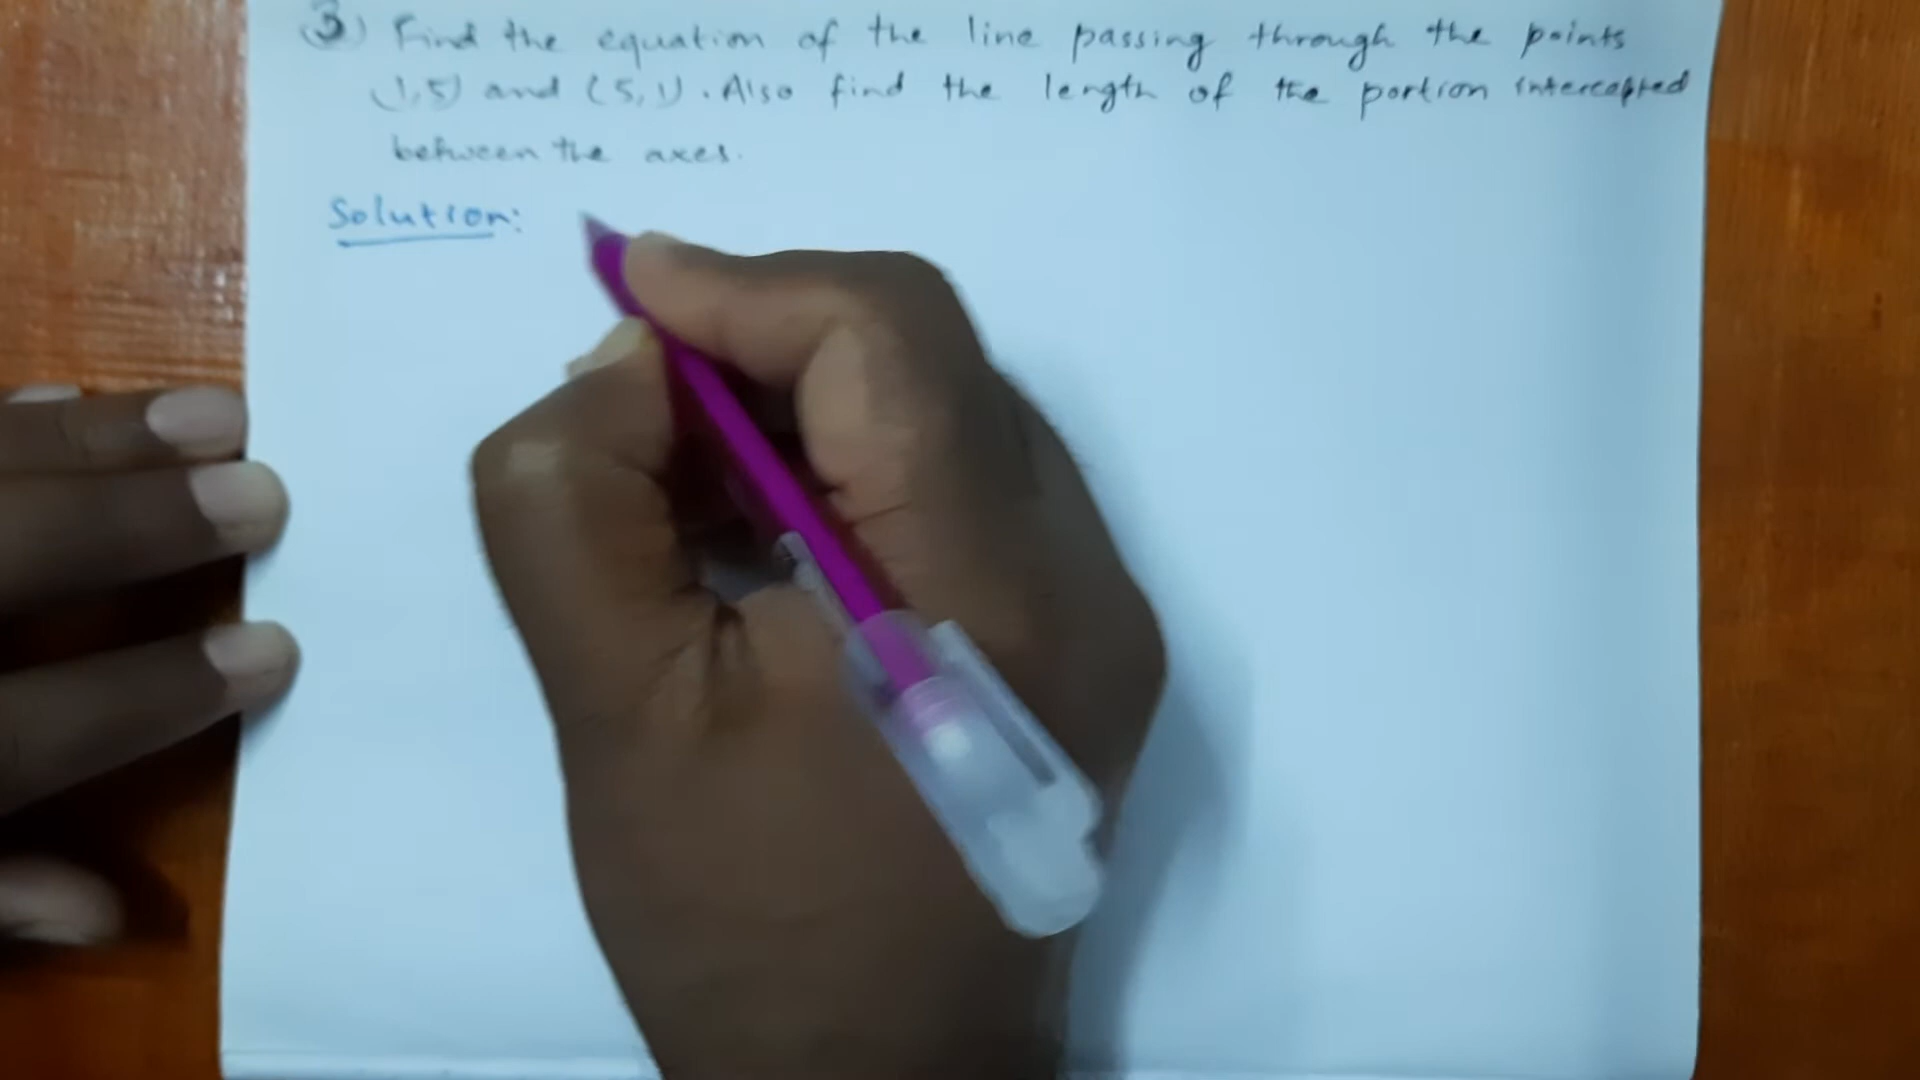 3) Find the equation of the line passing through the points
(1,5) and (5,1). Also find the length of the portion intercepted
between the axes.
Solution: